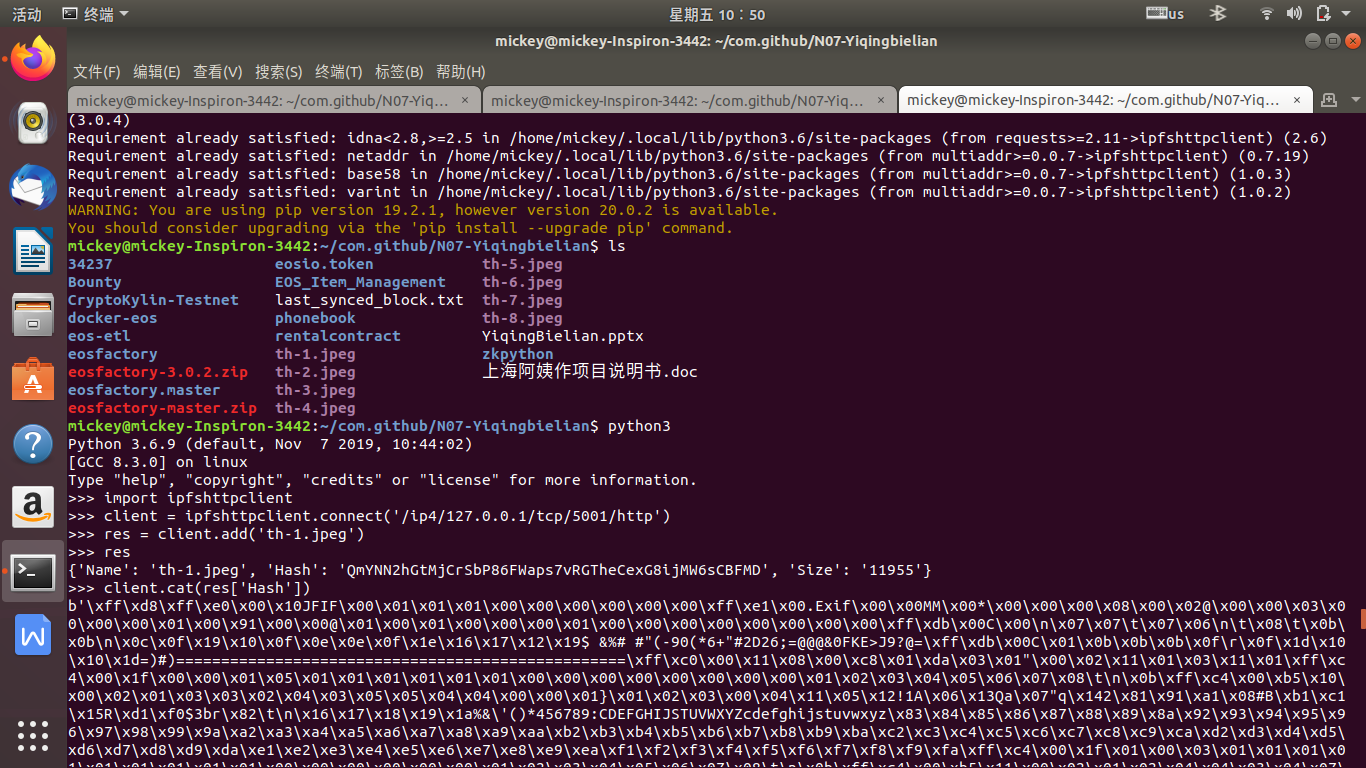 活动 终端 星期五 10：50 us
mickey@mickey-Inspiron-3442: ~/com.github/N07-Yiqingbielian
文件(F) 编辑(E) 查看(V) 搜索(S) 终端(T) 标签(B) 帮助(H)
mickey@mickey-Inspiron-3442: ~/com.github/N07-Yiq... × mickey@mickey-Inspiron-3442: ~/com.github/N07-Yiq... × mickey@mickey-Inspiron-3442: ~/com.github/N07-Yiq... ×
(3.0.4)
Requirement already satisfied: idna<2.8,>=2.5 in /home/mickey/.local/lib/python3.6/site-packages (from requests>=2.11->ipfshttpclient) (2.6)
Requirement already satisfied: netaddr in /home/mickey/.local/lib/python3.6/site-packages (from multiaddr>=0.0.7->ipfshttpclient) (0.7.19)
Requirement already satisfied: base58 in /home/mickey/.local/lib/python3.6/site-packages (from multiaddr>=0.0.7->ipfshttpclient) (1.0.3)
Requirement already satisfied: varint in /home/mickey/.local/lib/python3.6/site-packages (from multiaddr>=0.0.7->ipfshttpclient) (1.0.2)
WARNING: You are using pip version 19.2.1, however version 20.0.2 is available.
You should consider upgrading via the 'pip install --upgrade pip' command.
mickey@mickey-Inspiron-3442:~/com.github/N07-Yiqingbielian$ ls
34237 eosio.token th-5.jpeg
Bounty EOS_Item_Management th-6.jpeg
CryptoKylin-Testnet last_synced_block.txt th-7.jpeg
docker-eos phonebook th-8.jpeg
eos-etl rentalcontract YiqingBielian.pptx
eosfactory th-1.jpeg zkpython
eosfactory-3.0.2.zip th-2.jpeg 上海阿姨作项目说明书.doc
eosfactory.master th-3.jpeg
eosfactory-master.zip th-4.jpeg
mickey@mickey-Inspiron-3442:~/com.github/N07-Yiqingbielian$ python3
Python 3.6.9 (default, Nov  7 2019, 10:44:02)
[GCC 8.3.0] on linux
Type "help", "copyright", "credits" or "license" for more information.
>>> import ipfshttpclient
>>> client = ipfshttpclient.connect('/ip4/127.0.0.1/tcp/5001/http')
>>> res = client.add('th-1.jpeg')
>>> res
{'Name': 'th-1.jpeg', 'Hash': 'QmYNN2hGtMjCrSbP86FWaps7vRGTheCexG8ijMW6sCBFMD', 'Size': '11955'}
>>> client.cat(res['Hash'])
b'\xff\xd8\xff\xe0\x00\x10JFIF\x00\x01\x01\x01\x00\x00\x00\x00\x00\x00\xff\xe1\x00.Exif\x00\x00MM\x00*\x00\x00\x00\x08\x00\x02@\x00\x00\x03\x0
0\x00\x00\x01\x00\x91\x00\x00@\x01\x00\x01\x00\x00\x00\x01\x00\x00\x00\x00\x00\x00\x00\xff\xdb\x00C\x00\n\x07\x07\t\x07\x06\n\t\x08\t\x0b\
\x0b\n\x0c\x0f\x19\x10\x0f\x0e\x0e\x0f\x1e\x16\x17\x12\x19$ &%# #"(-90(*6+"#2D26;=@@@&0FKE>J9?@=\xff\xdb\x00C\x01\x0b\x0b\x0b\x0f\r\x0f\x1d\x10
\x10\x1d=)#)==================================================\xff\xc0\x00\x11\x08\x00\xc8\x01\xda\x03\x01"\x00\x02\x11\x01\x03\x11\x01\xff\xc
4\x00\x1f\x00\x00\x01\x05\x01\x01\x01\x01\x01\x01\x00\x00\x00\x00\x00\x00\x00\x00\x01\x02\x03\x04\x05\x06\x07\x08\t\n\x0b\xff\xc4\x00\xb5\x10\
\x00\x02\x01\x03\x03\x02\x04\x03\x05\x05\x04\x04\x00\x00\x01}\x01\x02\x03\x00\x04\x11\x05\x12!1A\x06\x13Qa\x07"q\x142\x81\x91\xa1\x08#B\xb1\xc1
\x15R\xd1\xf0$3br\x82\t\n\x16\x17\x18\x19\x1a%&\'()*456789:CDEFGHIJSTUVWXYZcdefghijstuvwxyz\x83\x84\x85\x86\x87\x88\x89\x8a\x92\x93\x94\x95\x9
6\x97\x98\x99\x9a\xa2\xa3\xa4\xa5\xa6\xa7\xa8\xa9\xaa\xb2\xb3\xb4\xb5\xb6\xb7\xb8\xb9\xba\xc2\xc3\xc4\xc5\xc6\xc7\xc8\xc9\xca\xd2\xd3\xd4\xd5\
xd6\xd7\xd8\xd9\xda\xe1\xe2\xe3\xe4\xe5\xe6\xe7\xe8\xe9\xea\xf1\xf2\xf3\xf4\xf5\xf6\xf7\xf8\xf9\xfa\xff\xc4\x00\x1f\x01\x00\x03\x01\x01\x01\x0